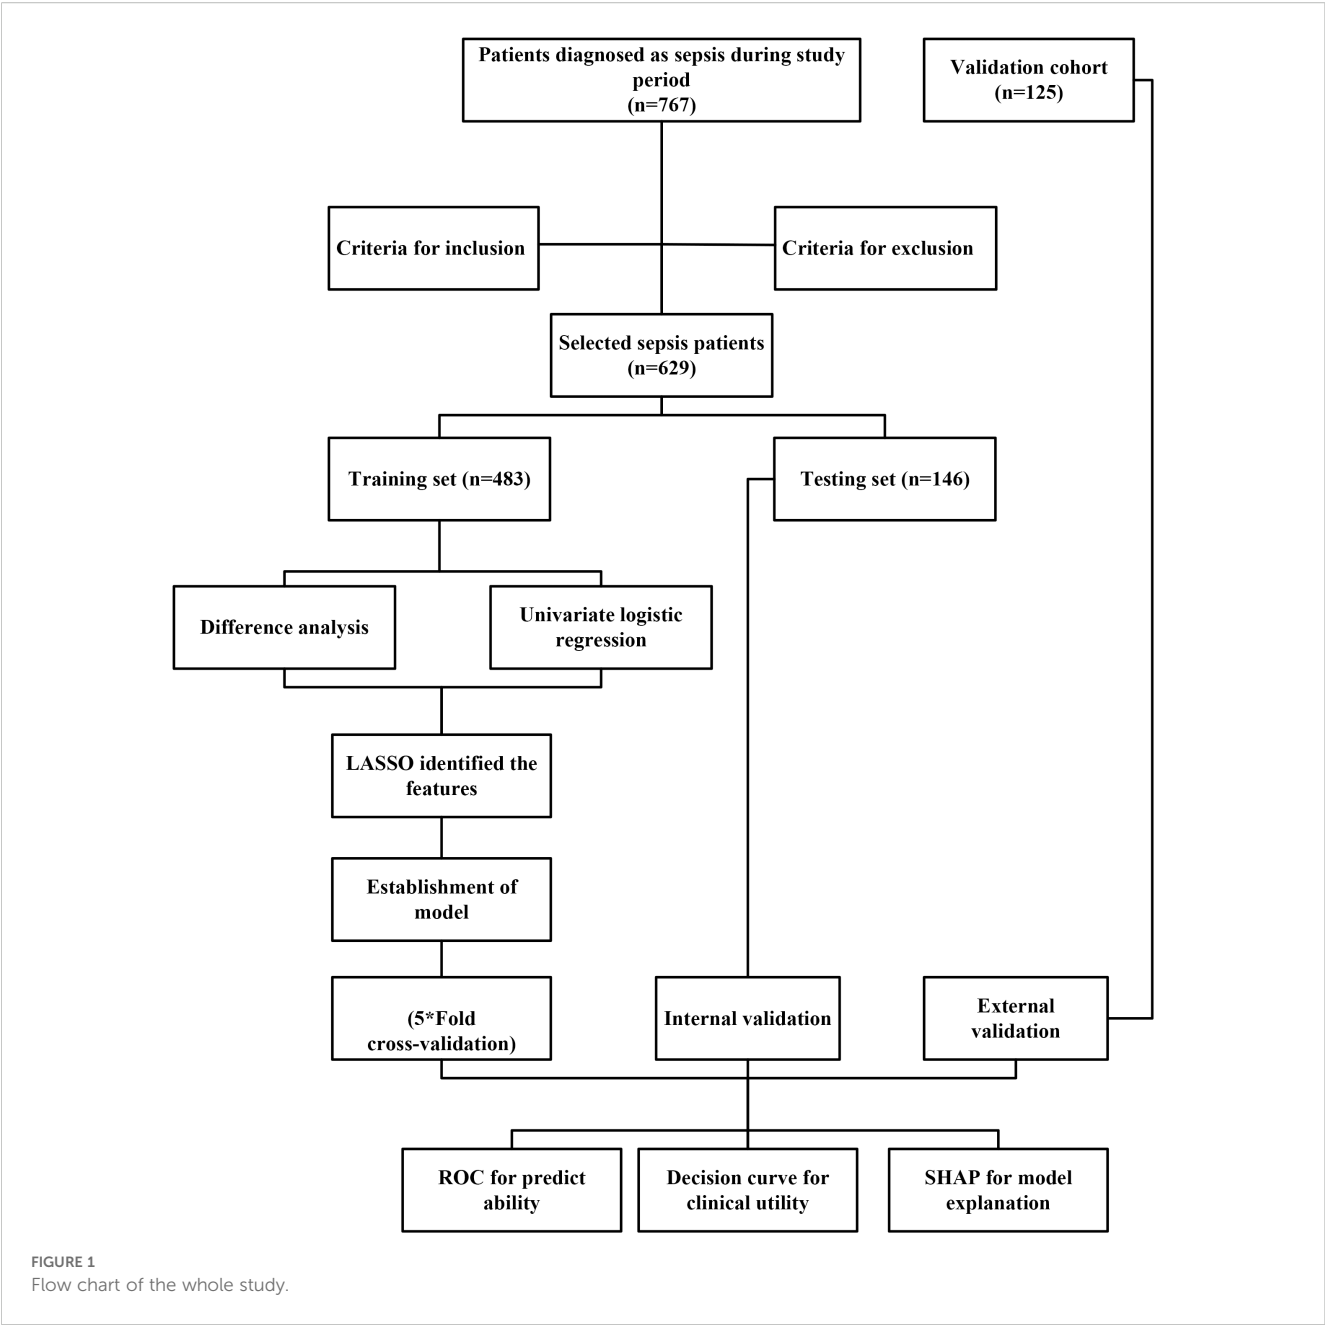 Patients diagnosed as sepsis during study
period
(n=767)
Validation cohort
(n=125)
Criteria for inclusion
Criteria for exclusion
Selected sepsis patients
(n=629)
Training set (n=483)
Testing set (n=146)
Difference analysis
Univariate logistic
regression
LASSO identified the
features
Establishment of
model
(5*Fold
cross-validation)
Internal validation
External
validation
ROC for predict
ability
Decision curve for
clinical utility
SHAP for model
explanation
FIGURE 1
Flow chart of the whole study.